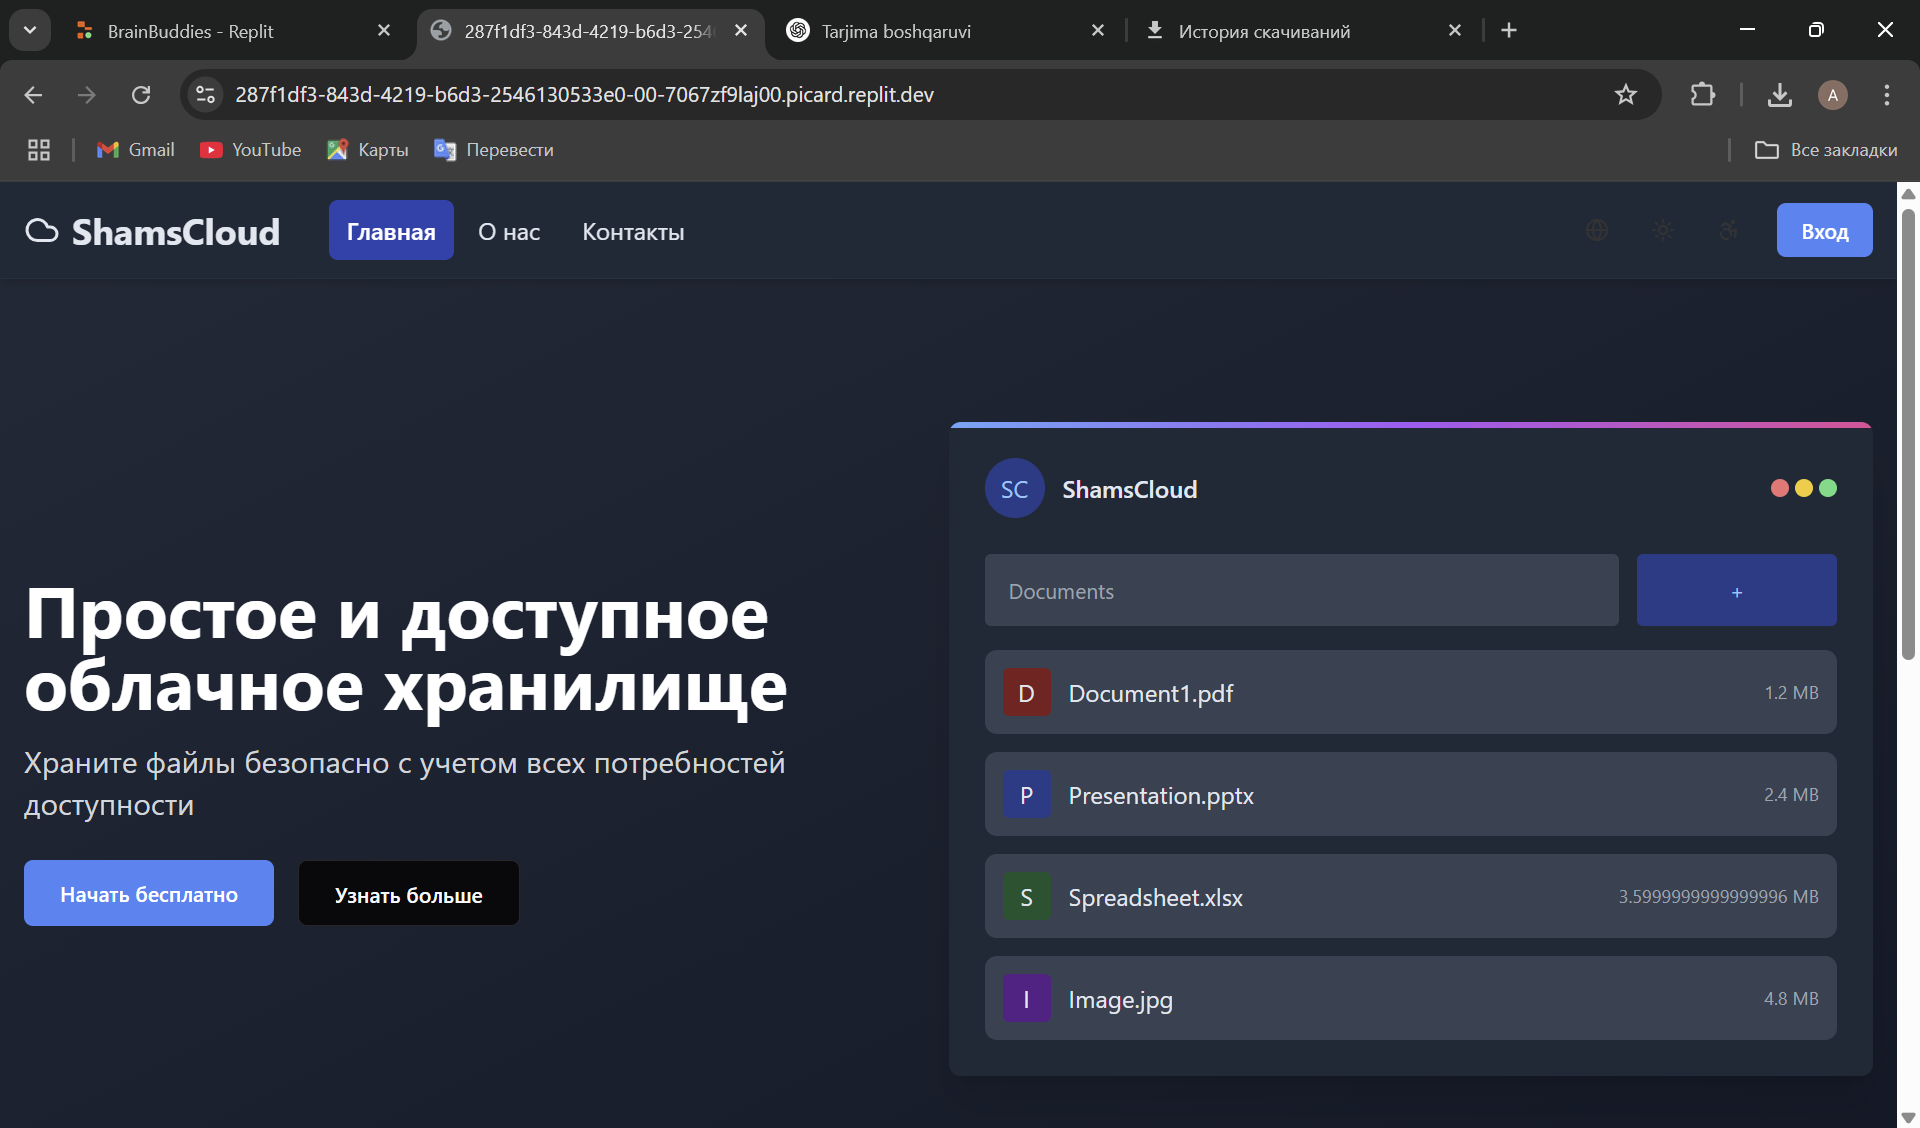 BrainBuddies - Replit
287f1df3-843d-4219-b6d3-254
Tarjima boshqaruvi
История скачиваний
287f1df3-843d-4219-b6d3-2546130533e0-00-7067zf9laj00.picard.replit.dev
A
Gmail
YouTube
Карты
Перевести
Все закладки
ShamsCloud
Главная
О нас
Контакты
Вход
Простое и доступное
облачное хранилище
Храните файлы безопасно с учетом всех потребностей
доступности
Начать бесплатно
Узнать больше
SC
ShamsCloud
Documents
+
D
Document1.pdf
1.2 MB
P
Presentation.pptx
2.4 MB
S
Spreadsheet.xlsx
3.5999999999999996 MB
I
Image.jpg
4.8 MB